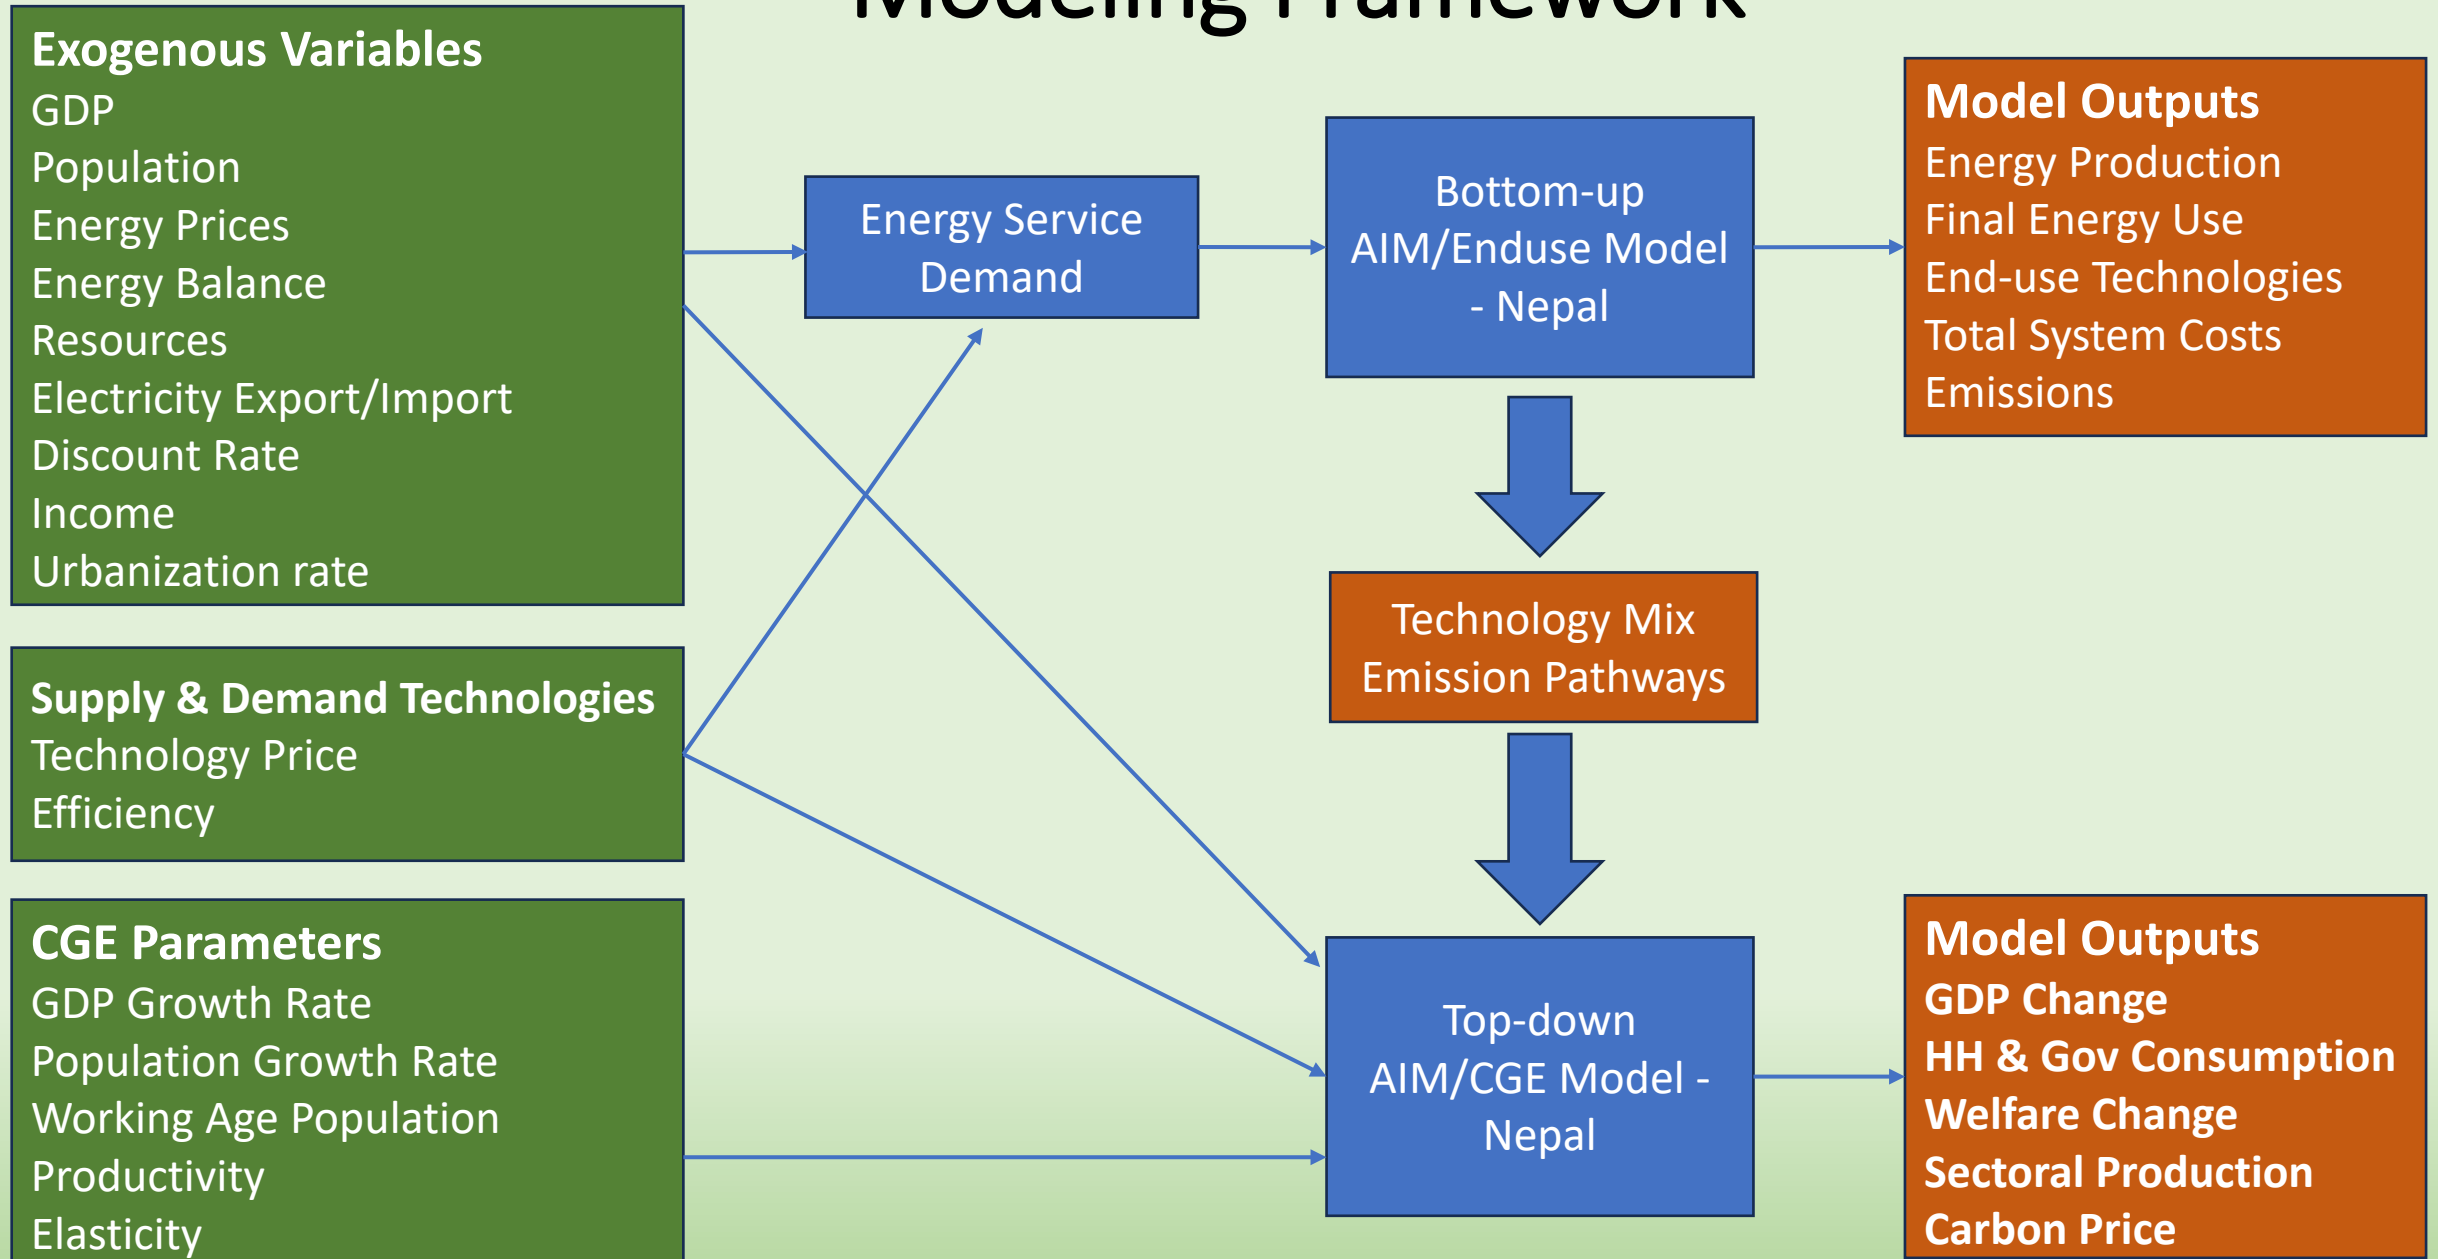 Modeling Framework
Exogenous Variables
GDP
Population
Energy Prices
Energy Balance
Resources
Electricity Export/Import
Discount Rate
Income
Urbanization rate
Supply & Demand Technologies
Technology Price
Efficiency
CGE Parameters
GDP Growth Rate
Population Growth Rate
Working Age Population
Productivity
Elasticity
Energy Service
Demand
Bottom-up
AIM/Enduse Model
- Nepal
Technology Mix
Emission Pathways
Top-down
AIM/CGE Model -
Nepal
Model Outputs
Energy Production
Final Energy Use
End-use Technologies
Total System Costs
Emissions
Model Outputs
GDP Change
HH & Gov Consumption
Welfare Change
Sectoral Production
Carbon Price